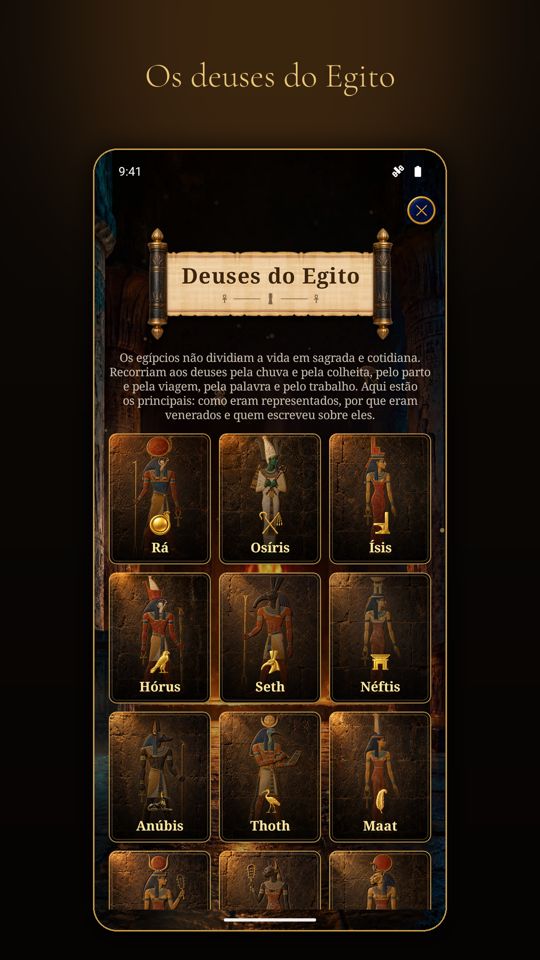 Os deuses do Egito
9:41
Deuses do Egito
Os egípcios não dividiam a vida em sagrada e cotidiana.
Recorriam aos deuses pela chuva e pela colheita, pelo parto
e pela viagem, pela palavra e pelo trabalho. Aqui estão
os principais: como eram representados, por que eram
venerados e quem escreveu sobre eles.
Rá
Osíris
Ísis
Hórus
Seth
Néftis
Anúbis
Thoth
Maat